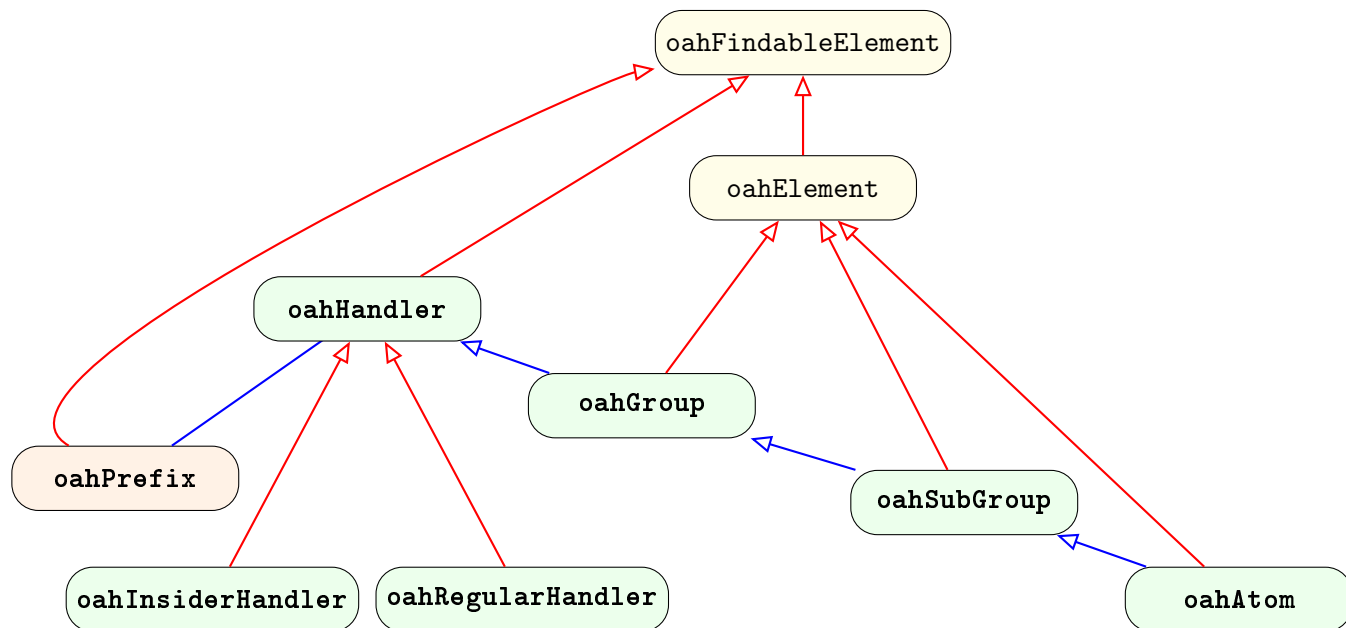 oahFindableElement
oahElement
oahHandler
oahGroup
oahPrefix
oahSubGroup
oahInsiderHandler
oahRegularHandler
oahAtom